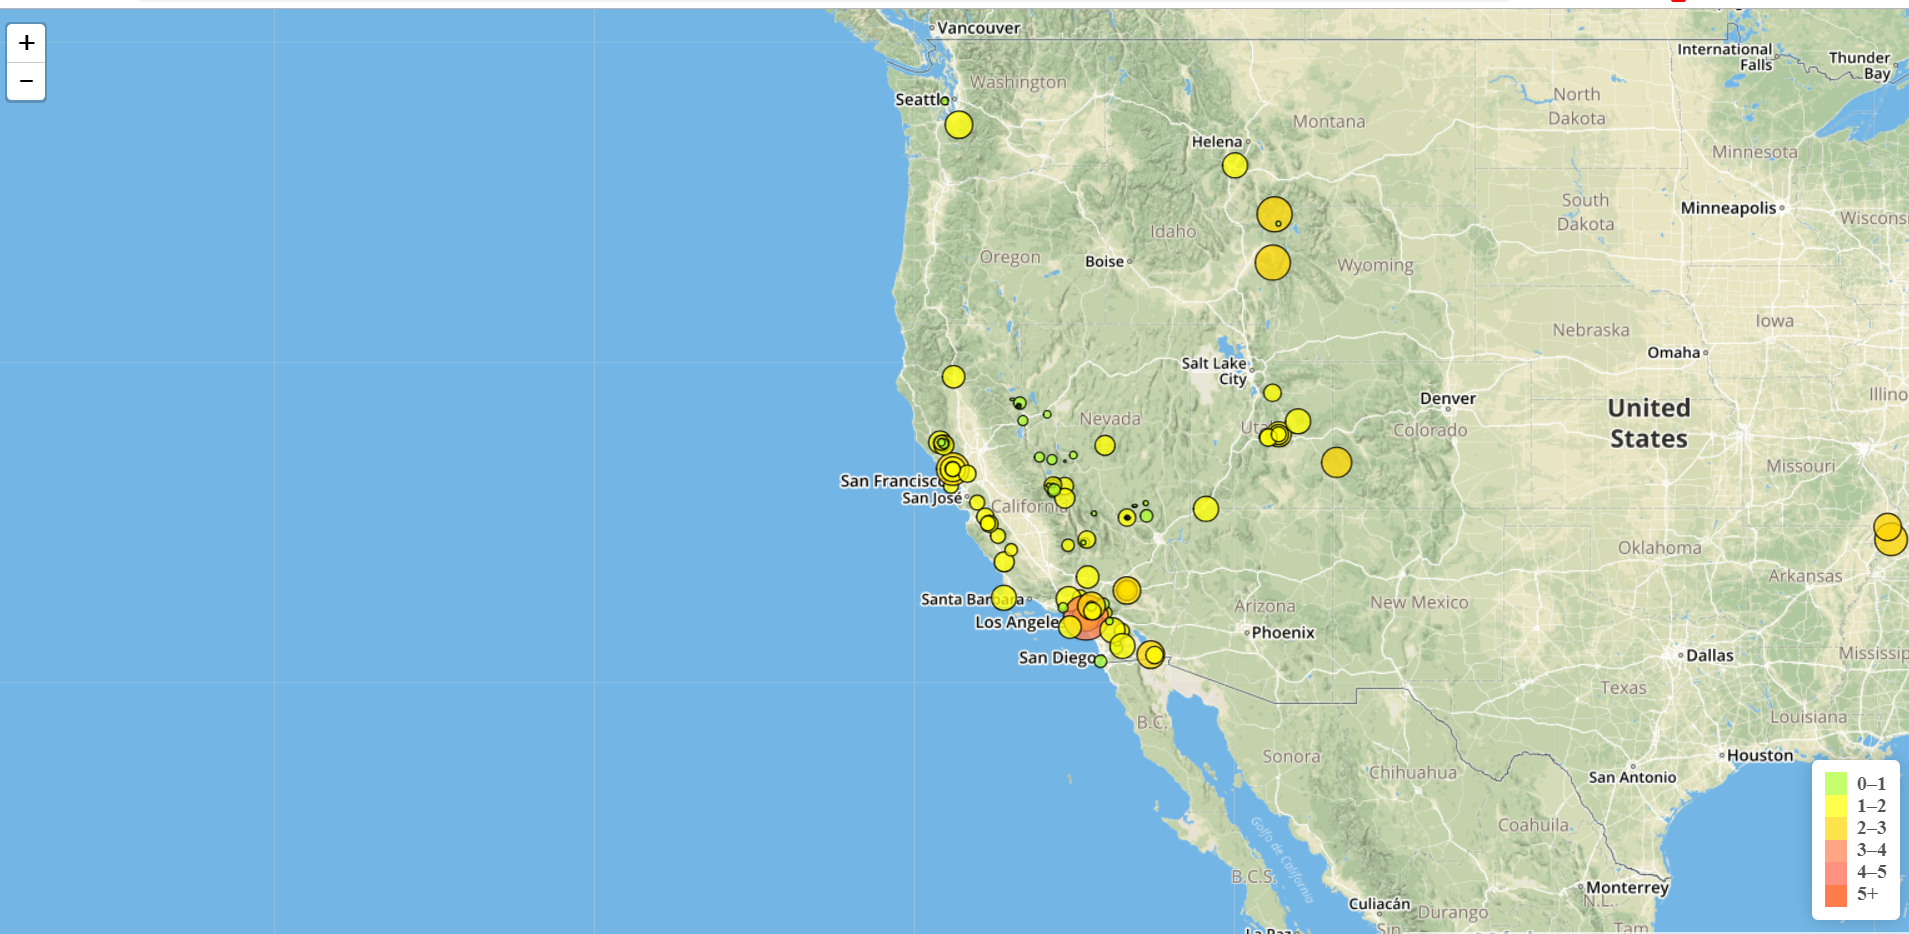 +
−
Vancouver
Washington
Seattle
International
Falls
Thunder
Bay
North
Dakota
Montana
Helena
Minnesota
South
Dakota
Minneapolis
Wisconsi
Idaho
Oregon
Boise
Wyoming
Nebraska
Iowa
Omaha
Salt Lake
City
Denver
United
States
Illino
Nevada
Utah
Colorado
Missouri
San Francisco
San José
California
Oklahoma
Arkansas
Santa Barbara
Arizona
New Mexico
Los Angele
Phoenix
San Diego
Dallas
Mississip
Texas
Louisiana
B.C.
Sonora
Chihuahua
Houston
San Antonio
Coahuila
Golfo de California
B.C.S.
Monterrey
N.L.
Culiacán
Durango
Sin.
Tam
La Paz
0–1
1–2
2–3
3–4
4–5
5+